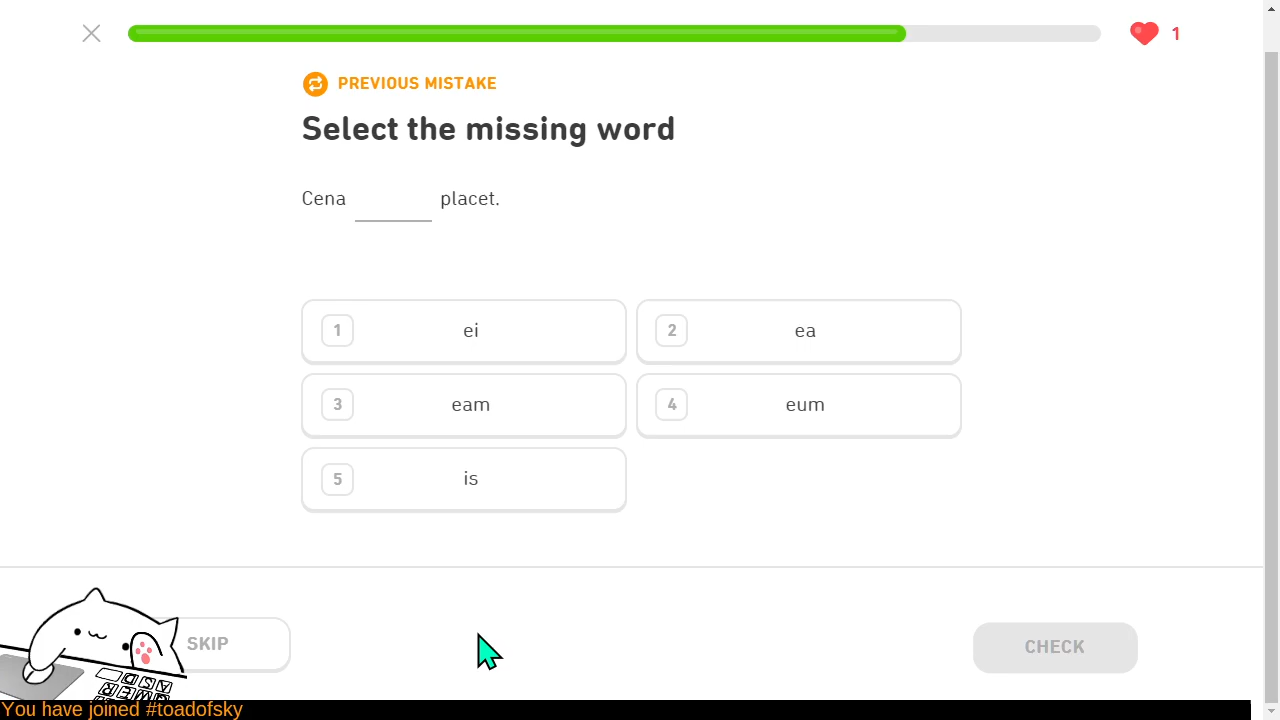 1
PREVIOUS MISTAKE
Select the missing word
Cena ______ placet.
1 ei
2 ea
3 eam
4 eum
5 is
SKIP
CHECK
You have joined #toadofsky